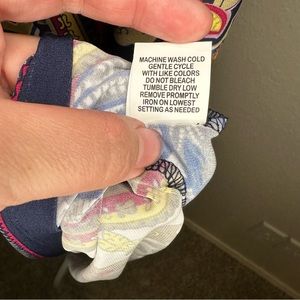 MACHINE WASH COLD
GENTLE CYCLE
WITH LIKE COLORS
DO NOT BLEACH
TUMBLE DRY LOW
REMOVE PROMPTLY
IRON ON LOWEST
SETTING AS NEEDED